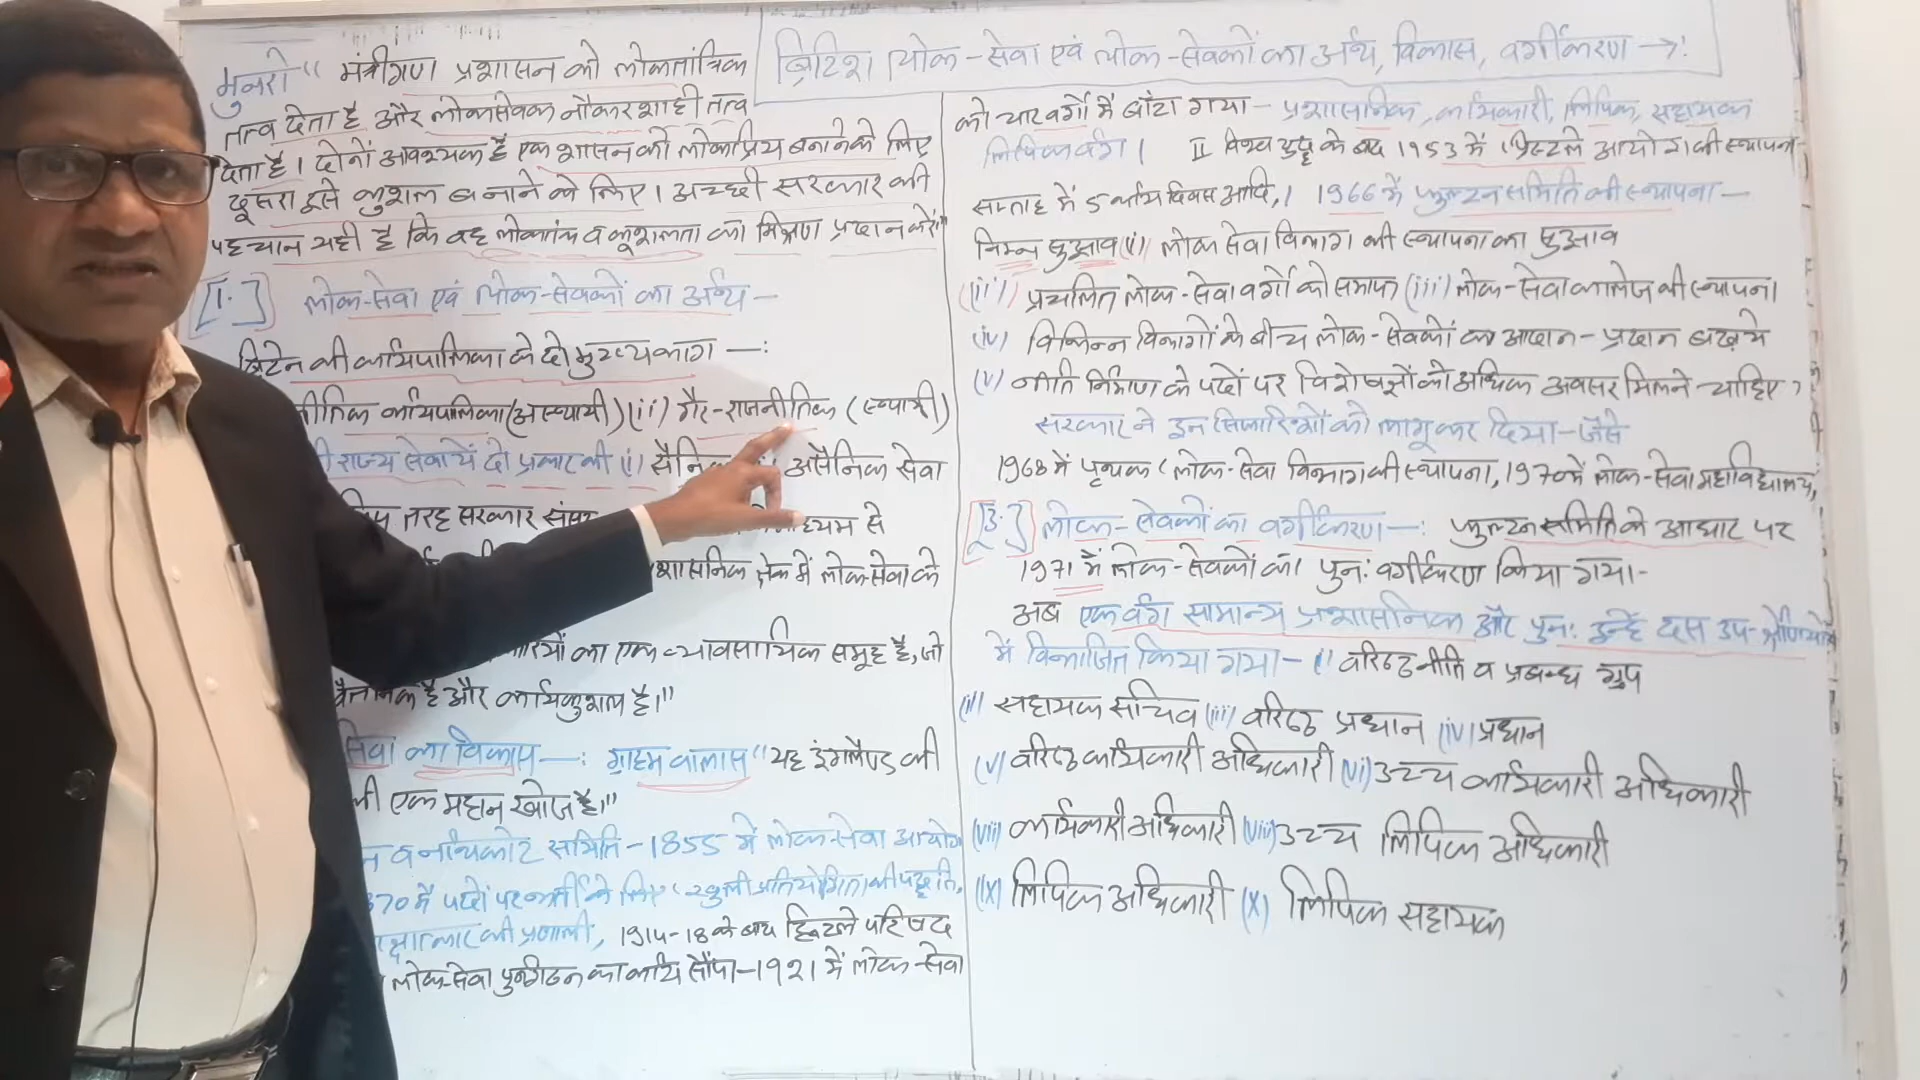 ब्रिटिश लोक-सेवा एवं लोक-सेवकों का अर्थ, विकास, वर्गीकरण →:
मुनरो " मंत्रीगण प्रशासन को लोकतांत्रिक
तत्व देता है और लोकसेवक नौकरशाही तत्व
देता है। दोनों आवश्यक है एक शासन को लोकप्रिय बनाने के लिए
दूसरा इसे कुशल बनाने के लिए। अच्छी सरकार की
पहचान यही है कि वह लोकतंत्र व कुशलता का मिश्रण प्रदान करे।"
[1.] लोक-सेवा एवं लोक-सेवकों का अर्थ -
ब्रिटेन की कार्यपालिका के दो मुख्य भाग —:
नीतिक कार्यपालिका (अस्थायी) (ii) गैर-राजनीतिक (स्थायी)
राज्य सेवायें दो प्रकार की (i) सैनिक असैनिक सेवा
तरह सरकार माध्यम से
शासनिक क्षेत्र में लोक-सेवा के
का एक व्यावसायिक समूह है, जो
वैतनिक है और कार्यकुशल है।"
सेवा का विकास —: ग्राहम वालास "यह इंग्लैण्ड की
की एक महान खोज है।"
व नार्थकोट समिति - 1855 में लोक-सेवा आयोग
870 में पदों पर भर्ती के लिए 'खुली प्रतियोगिता की पद्धति,
क्षात्कार की प्रणाली, 1914-18 के बाद ह्विटले परिषद
लोक-सेवा पुनर्गठन का कार्य सौंपा - 1921 में लोक-सेवा
को चार वर्गों में बांटा गया - प्रशासनिक, कार्यकारी, लिपिक, सहायक
लिपिक वर्ग। II विश्व युद्ध के बाद 1953 में 'प्रिस्टले आयोग की स्थापना -
सप्ताह में 5 कार्य दिवस आदि,। 1966 में फुल्टन समिति की स्थापना -
निम्न सुझाव (i) लोक सेवा विभाग की स्थापना का सुझाव
(ii) प्रचलित लोक-सेवा वर्गों को समाप्त (iii) लोक-सेवा कालेज की स्थापना
(iv) विभिन्न विभागों के बीच लोक-सेवकों का आदान-प्रदान
(v) नीति निर्माण के पदों पर विशेषज्ञों को अधिक अवसर मिलने चाहिए,
सरकार ने इन सिफारिशों को लागू कर दिया - जैसे
1968 में पृथक 'लोक-सेवा विभाग की स्थापना, 1970 में लोक-सेवा महाविद्यालय,
[3.] लोक-सेवकों का वर्गीकरण —: फुल्टन समिति के आधार पर
1971 में लोक-सेवकों का पुनः वर्गीकरण किया गया -
अब एक वर्ग सामान्य प्रशासनिक और पुनः उन्हें दस उप-श्रेणियों
में विभाजित किया गया - (i) वरिष्ठ नीति व प्रबन्ध ग्रुप
(ii) सहायक सचिव (iii) वरिष्ठ प्रधान (iv) प्रधान
(v) वरिष्ठ कार्यकारी अधिकारी (vi) उच्च कार्यकारी अधिकारी
(vii) कार्यकारी अधिकारी (viii) उच्च लिपिक अधिकारी
(ix) लिपिक अधिकारी (x) लिपिक सहायक